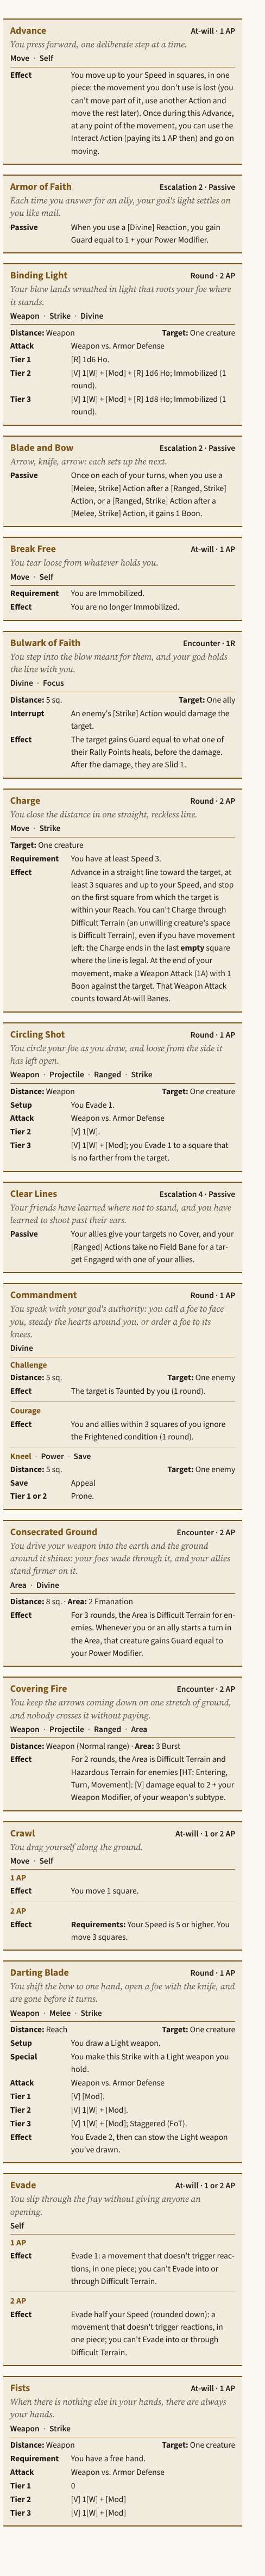 Advance At-will · 1 AP
You press forward, one deliberate step at a time.
Move · Self
Effect You move up to your Speed in squares, in one
piece: the movement you don't use is lost (you
can't move part of it, use another Action and
move the rest later). Once during this Advance,
at any point of the movement, you can use the
Interact Action (paying its 1 AP then) and go on
moving.
Armor of Faith Escalation 2 · Passive
Each time you answer for an ally, your god's light settles on
you like mail.
Passive When you use a [Divine] Reaction, you gain
Guard equal to 1 + your Power Modifier.
Binding Light Round · 2 AP
Your blow lands wreathed in light that roots your foe where
it stands.
Weapon · Strike · Divine
Distance: Weapon Target: One creature
Attack Weapon vs. Armor Defense
Tier 1 [R] 1d6 Ho.
Tier 2 [V] 1[W] + [Mod] + [R] 1d6 Ho; Immobilized (1
round).
Tier 3 [V] 1[W] + [Mod] + [R] 1d8 Ho; Immobilized (1
round).
Blade and Bow Escalation 2 · Passive
Arrow, knife, arrow: each sets up the next.
Passive Once on each of your turns, when you use a
[Melee, Strike] Action after a [Ranged, Strike]
Action, or a [Ranged, Strike] Action after a
[Melee, Strike] Action, it gains 1 Boon.
Break Free At-will · 1 AP
You tear loose from whatever holds you.
Move · Self
Requirement You are Immobilized.
Effect You are no longer Immobilized.
Bulwark of Faith Encounter · 1R
You step into the blow meant for them, and your god holds
the line with you.
Divine · Focus
Distance: 5 sq. Target: One ally
Interrupt An enemy's [Strike] Action would damage the
target.
Effect The target gains Guard equal to what one of
their Rally Points heals, before the damage.
After the damage, they are Slid 1.
Charge Round · 2 AP
You close the distance in one straight, reckless line.
Move · Strike
Target: One creature
Requirement You have at least Speed 3.
Effect Advance in a straight line toward the target, at
least 3 squares and up to your Speed, and stop
on the first square from which the target is
within your Reach. You can't Charge through
Difficult Terrain (an unwilling creature's space
is Difficult Terrain), even if you have movement
left: the Charge ends in the last empty square
where the line is legal. At the end of your
movement, make a Weapon Attack (1A) with 1
Boon against the target. That Weapon Attack
counts toward At-will Banes.
Circling Shot Round · 1 AP
You circle your foe as you draw, and loose from the side it
has left open.
Weapon · Projectile · Ranged · Strike
Distance: Weapon Target: One creature
Setup You Evade 1.
Attack Weapon vs. Armor Defense
Tier 2 [V] 1[W].
Tier 3 [V] 1[W] + [Mod]; you Evade 1 to a square that
is no farther from the target.
Clear Lines Escalation 4 · Passive
Your friends have learned where not to stand, and you have
learned to shoot past their ears.
Passive Your allies give your targets no Cover, and your
[Ranged] Actions take no Field Bane for a tar-
get Engaged with one of your allies.
Commandment Round · 1 AP
You speak with your god's authority: you call a foe to face
you, steady the hearts around you, or order a foe to its
knees.
Divine
Challenge
Distance: 5 sq. Target: One enemy
Effect The target is Taunted by you (1 round).
Courage
Effect You and allies within 3 squares of you ignore
the Frightened condition (1 round).
Kneel · Power · Save
Distance: 5 sq. Target: One enemy
Save Appeal
Tier 1 or 2 Prone.
Consecrated Ground Encounter · 2 AP
You drive your weapon into the earth and the ground
around it shines: your foes wade through it, and your allies
stand firmer on it.
Area · Divine
Distance: 8 sq. · Area: 2 Emanation
Effect For 3 rounds, the Area is Difficult Terrain for en-
emies. Whenever you or an ally starts a turn in
the Area, that creature gains Guard equal to
your Power Modifier.
Covering Fire Encounter · 2 AP
You keep the arrows coming down on one stretch of ground,
and nobody crosses it without paying.
Weapon · Projectile · Ranged · Area
Distance: Weapon (Normal range) · Area: 3 Burst
Effect For 2 rounds, the Area is Difficult Terrain and
Hazardous Terrain for enemies [HT: Entering,
Turn, Movement]: [V] damage equal to 2 + your
Weapon Modifier, of your weapon's subtype.
Crawl At-will · 1 or 2 AP
You drag yourself along the ground.
Move · Self
1 AP
Effect You move 1 square.
2 AP
Effect Requirements: Your Speed is 5 or higher. You
move 3 squares.
Darting Blade Round · 1 AP
You shift the bow to one hand, open a foe with the knife, and
are gone before it turns.
Weapon · Melee · Strike
Distance: Reach Target: One creature
Setup You draw a Light weapon.
Special You make this Strike with a Light weapon you
hold.
Attack Weapon vs. Armor Defense
Tier 1 [V] [Mod].
Tier 2 [V] 1[W] + [Mod].
Tier 3 [V] 1[W] + [Mod]; Staggered (EoT).
Effect You Evade 2, then can stow the Light weapon
you've drawn.
Evade At-will · 1 or 2 AP
You slip through the fray without giving anyone an
opening.
Self
1 AP
Effect Evade 1: a movement that doesn't trigger reac-
tions, in one piece; you can't Evade into or
through Difficult Terrain.
2 AP
Effect Evade half your Speed (rounded down): a
movement that doesn't trigger reactions, in
one piece; you can't Evade into or through
Difficult Terrain.
Fists At-will · 1 AP
When there is nothing else in your hands, there are always
your hands.
Weapon · Strike
Distance: Weapon Target: One creature
Requirement You have a free hand.
Attack Weapon vs. Armor Defense
Tier 1 0
Tier 2 [V] 1[W] + [Mod]
Tier 3 [V] 1[W] + [Mod]